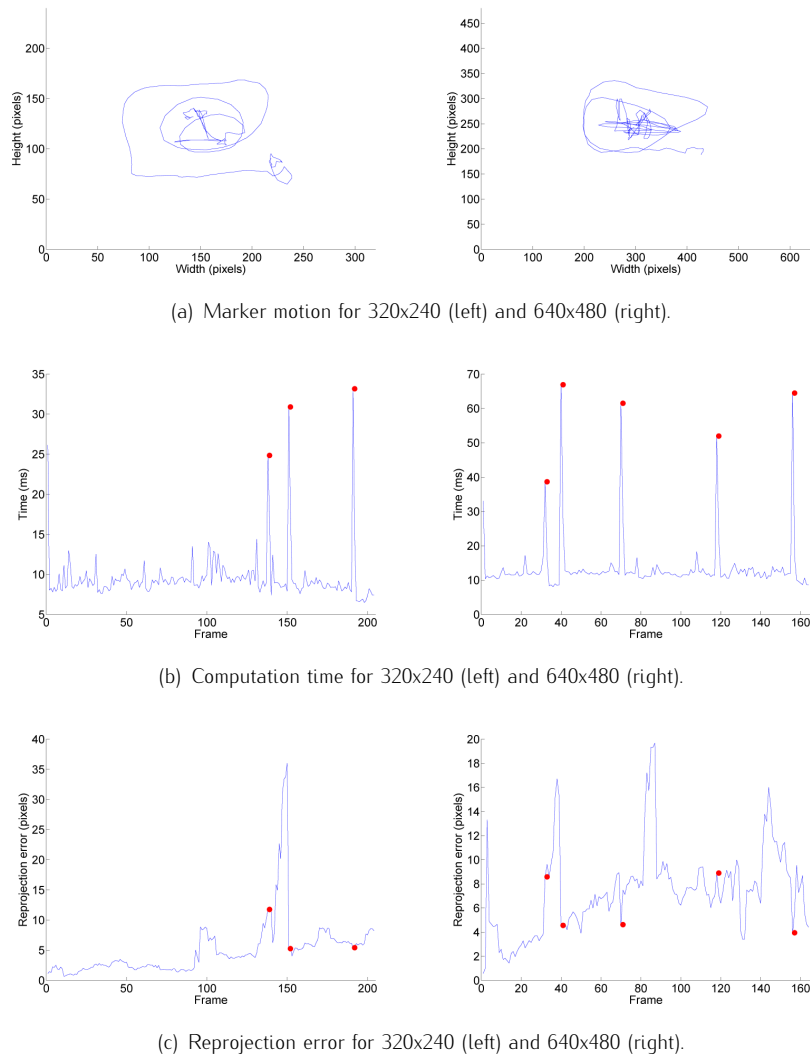 200
150
100
50
0
Height (pixels)
0 50 100 150 200 250 300
Width (pixels)
450
400
350
300
250
200
150
100
50
0
Height (pixels)
0 100 200 300 400 500 600
Width (pixels)
(a) Marker motion for 320x240 (left) and 640x480 (right).
35
30
25
20
15
10
5
Time (ms)
0 50 100 150 200
Frame
70
60
50
40
30
20
10
0
Time (ms)
0 20 40 60 80 100 120 140 160
Frame
(b) Computation time for 320x240 (left) and 640x480 (right).
40
35
30
25
20
15
10
5
0
Reprojection error (pixels)
0 50 100 150 200
Frame
20
18
16
14
12
10
8
6
4
2
0
Reprojection error (pixels)
0 20 40 60 80 100 120 140 160
Frame
(c) Reprojection error for 320x240 (left) and 640x480 (right).